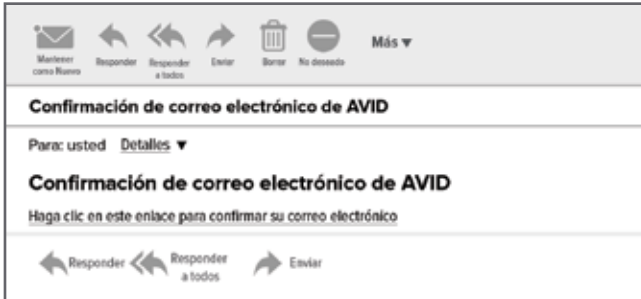 Más ▼
Mantener
como Nuevo
Responder
Responder
a todos
Enviar
Borrar
No deseado
Confirmación de correo electrónico de AVID
Para: usted Detalles ▼
Confirmación de correo electrónico de AVID
Haga clic en este enlace para confirmar su correo electrónico
Responder
Responder
a todos
Enviar